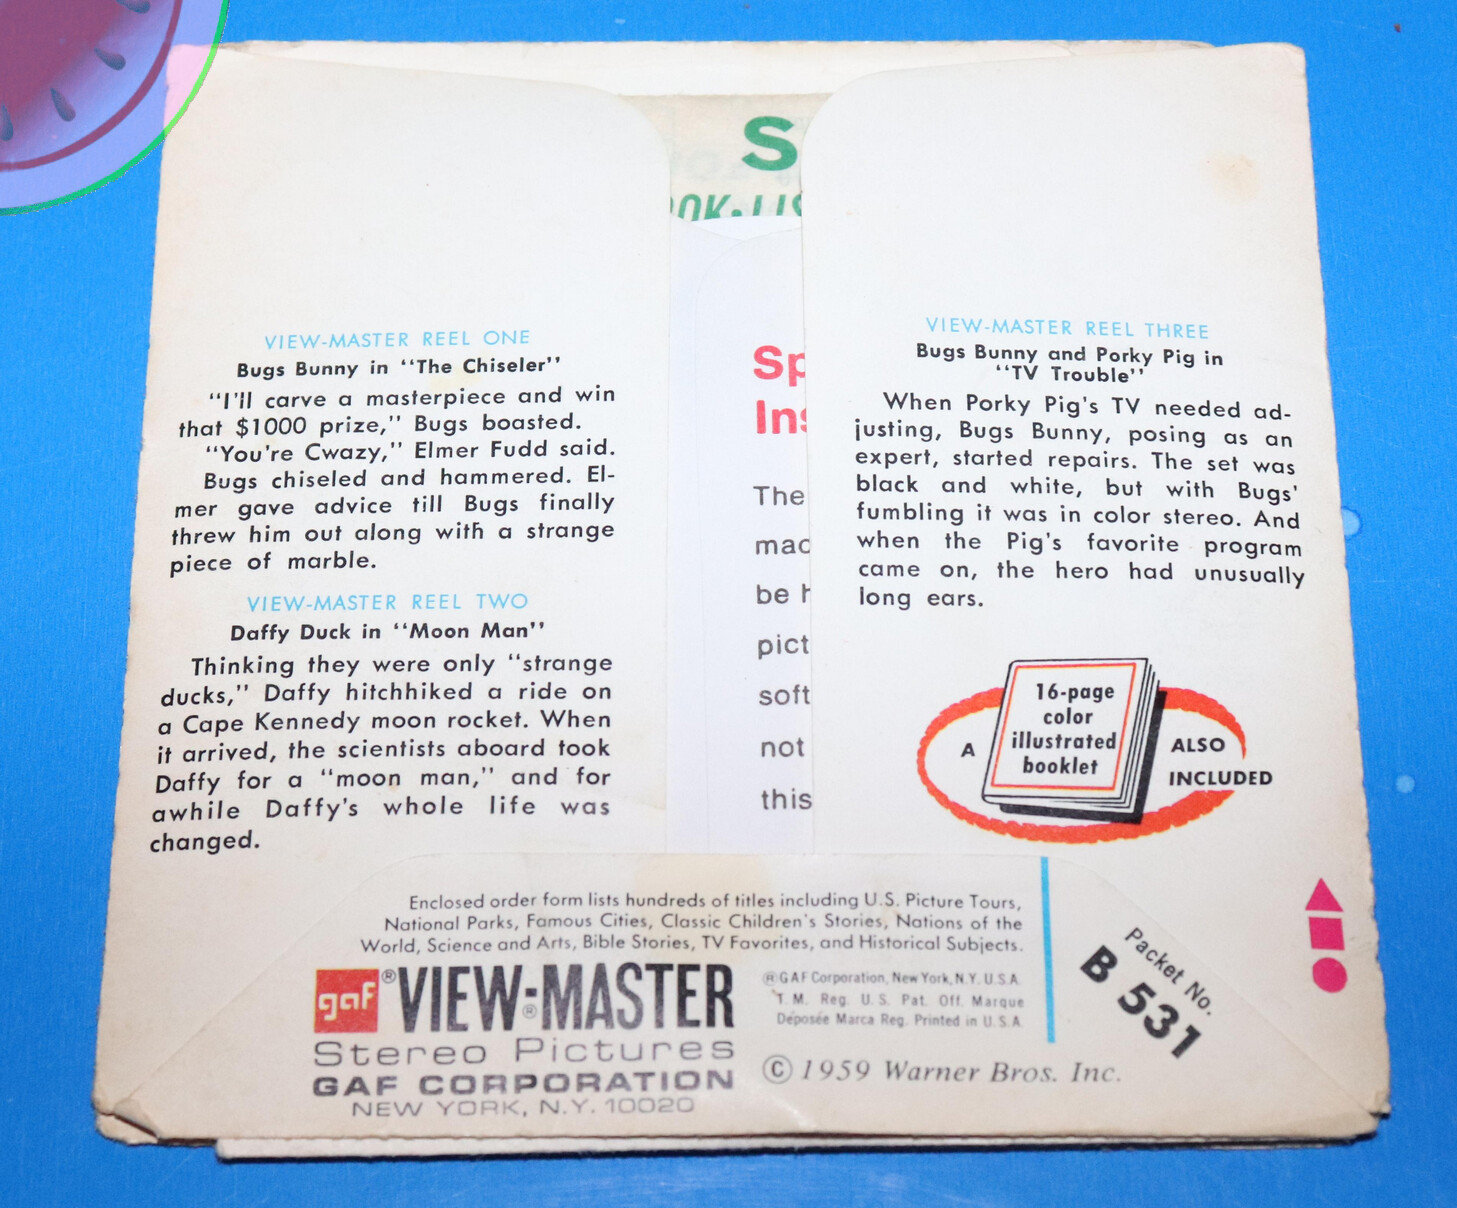 S
OOK·LIS
VIEW-MASTER REEL ONE
Bugs Bunny in “The Chiseler”
“I'll carve a masterpiece and win
that $1000 prize,” Bugs boasted.
“You're Cwazy,” Elmer Fudd said.
Bugs chiseled and hammered. El-
mer gave advice till Bugs finally
threw him out along with a strange
piece of marble.
VIEW-MASTER REEL TWO
Daffy Duck in “Moon Man”
Thinking they were only “strange
ducks,” Daffy hitchhiked a ride on
a Cape Kennedy moon rocket. When
it arrived, the scientists aboard took
Daffy for a “moon man,” and for
awhile Daffy's whole life was
changed.
Sp
Ins
The
mad
be h
pict
soft
not
this
VIEW-MASTER REEL THREE
Bugs Bunny and Porky Pig in
“TV Trouble”
When Porky Pig's TV needed ad-
justing, Bugs Bunny, posing as an
expert, started repairs. The set was
black and white, but with Bugs'
fumbling it was in color stereo. And
when the Pig's favorite program
came on, the hero had unusually
long ears.
A
16-page
color
illustrated
booklet
ALSO
INCLUDED
Enclosed order form lists hundreds of titles including U.S. Picture Tours,
National Parks, Famous Cities, Classic Children's Stories, Nations of the
World, Science and Arts, Bible Stories, TV Favorites, and Historical Subjects.
gaf ® VIEW-MASTER ®
Stereo Pictures
GAF CORPORATION
NEW YORK, N.Y. 10020
® GAF Corporation, New York, N.Y. U.S.A.
T.M. Reg. U.S. Pat. Off. Marque
Déposée Marca Reg. Printed in U.S.A.
© 1959 Warner Bros. Inc.
Packet No.
B 531